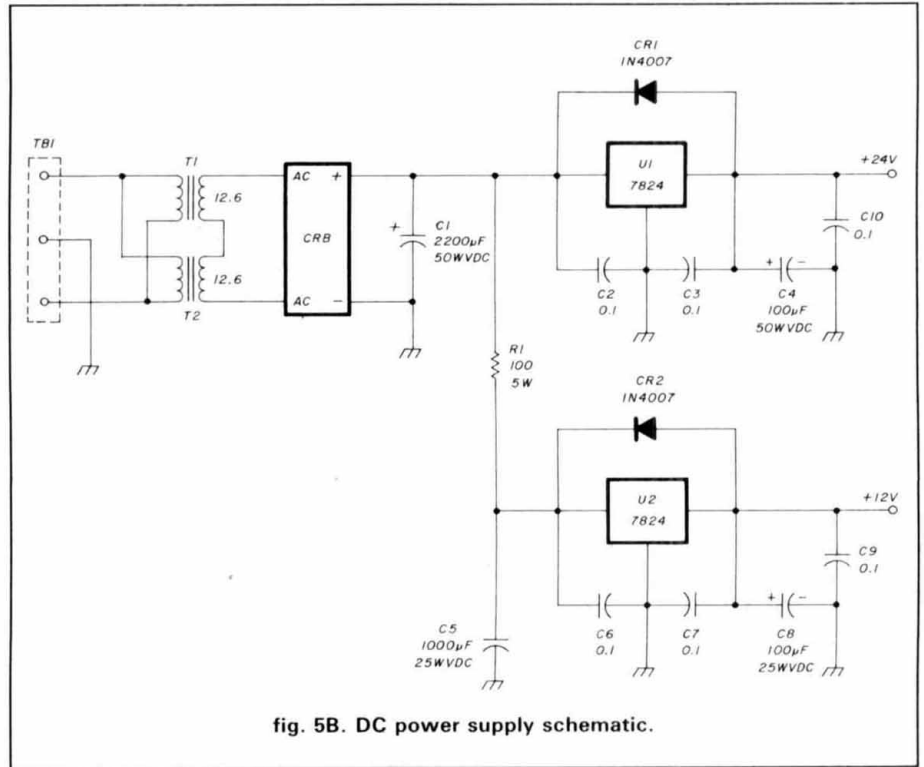 CR1
1N4007
TB1
T1
12.6
AC +
U1
7824
+24V
CRB
+ C1
2200μF
50WVDC
C10
0.1
12.6
AC −
T2
C2
0.1
C3
0.1
+ −
C4
100μF
50WVDC
R1
100
5W
CR2
1N4007
U2
7824
+12V
C9
0.1
C5
1000μF
25WVDC
C6
0.1
C7
0.1
+ −
C8
100μF
25WVDC
fig. 5B. DC power supply schematic.